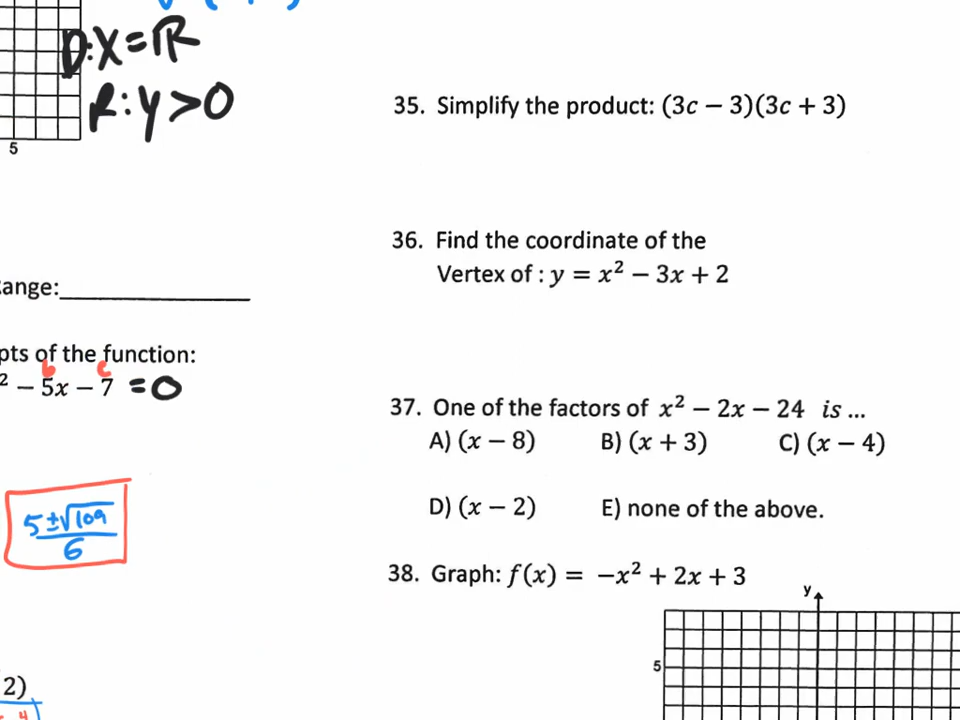 D: x = ℝ
R: y > 0
5
ange:
pts of the function:
b c
² − 5x − 7 = 0
5 ± √109
6
2)
4
35. Simplify the product: (3c − 3)(3c + 3)
36. Find the coordinate of the
Vertex of : y = x² − 3x + 2
37. One of the factors of x² − 2x − 24 is ...
A) (x − 8) B) (x + 3) C) (x − 4)
D) (x − 2) E) none of the above.
38. Graph: f(x) = −x² + 2x + 3
y
5